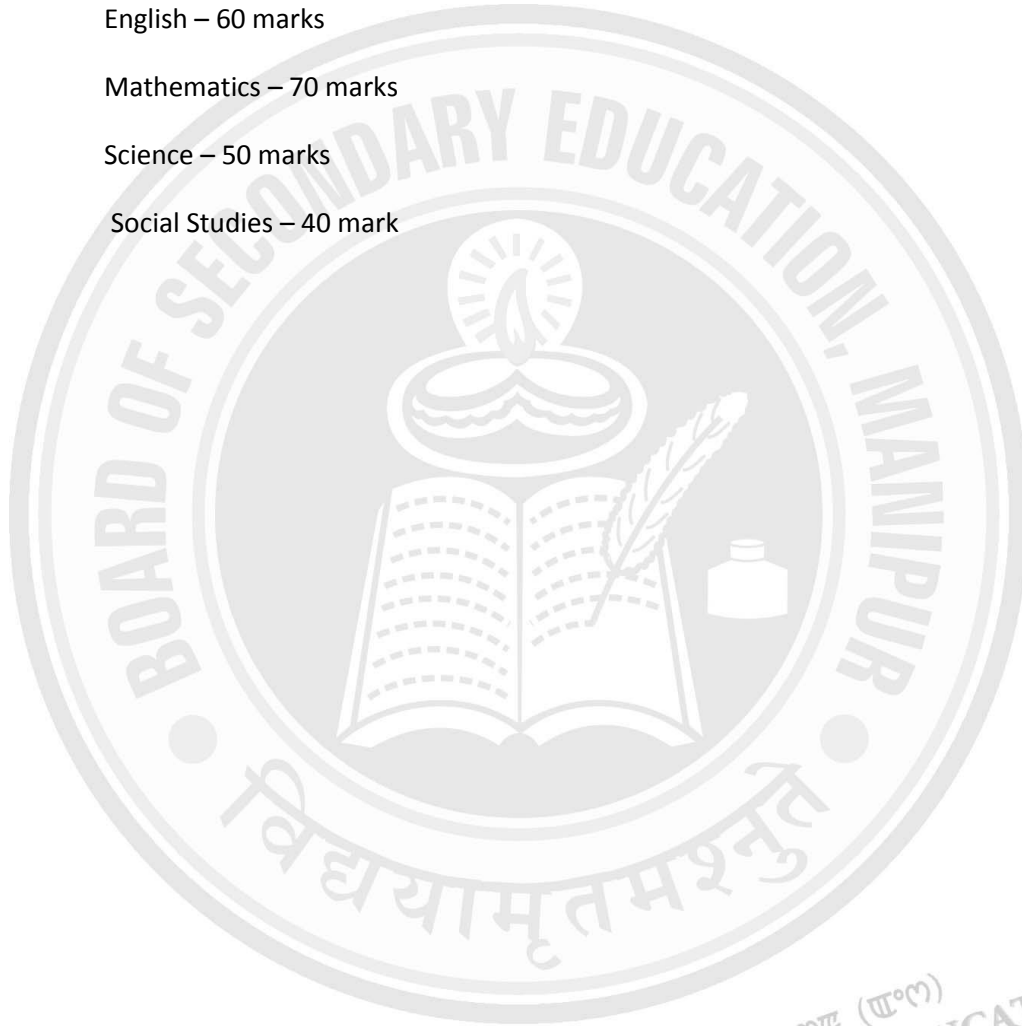 English – 60 marks
Mathematics – 70 marks
Science – 50 marks
Social Studies – 40 mark
BOARD OF SECONDARY EDUCATION, MANIPUR
विद्ययामृतमश्नुते